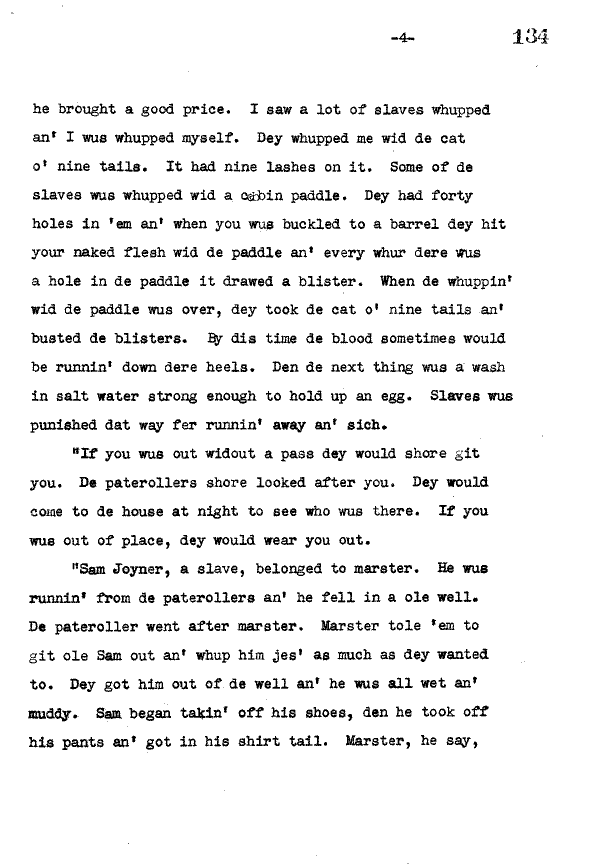 -4- 134
he brought a good price. I saw a lot of slaves whupped
an' I wus whupped myself. Dey whupped me wid de cat
o' nine tails. It had nine lashes on it. Some of de
slaves wus whupped wid a cabbin paddle. Dey had forty
holes in 'em an' when you wus buckled to a barrel dey hit
your naked flesh wid de paddle an' every whur dere wus
a hole in de paddle it drawed a blister. When de whuppin'
wid de paddle wus over, dey took de cat o' nine tails an'
busted de blisters. By dis time de blood sometimes would
be runnin' down dere heels. Den de next thing wus a wash
in salt water strong enough to hold up an egg. Slaves wus
punished dat way fer runnin' away an' sich.
"If you wus out widout a pass dey would shore git
you. De paterollers shore looked after you. Dey would
come to de house at night to see who wus there. If you
wus out of place, dey would wear you out.
"Sam Joyner, a slave, belonged to marster. He wus
runnin' from de paterollers an' he fell in a ole well.
De pateroller went after marster. Marster tole 'em to
git ole Sam out an' whup him jes' as much as dey wanted
to. Dey got him out of de well an' he wus all wet an'
muddy. Sam began takin' off his shoes, den he took off
his pants an' got in his shirt tail. Marster, he say,